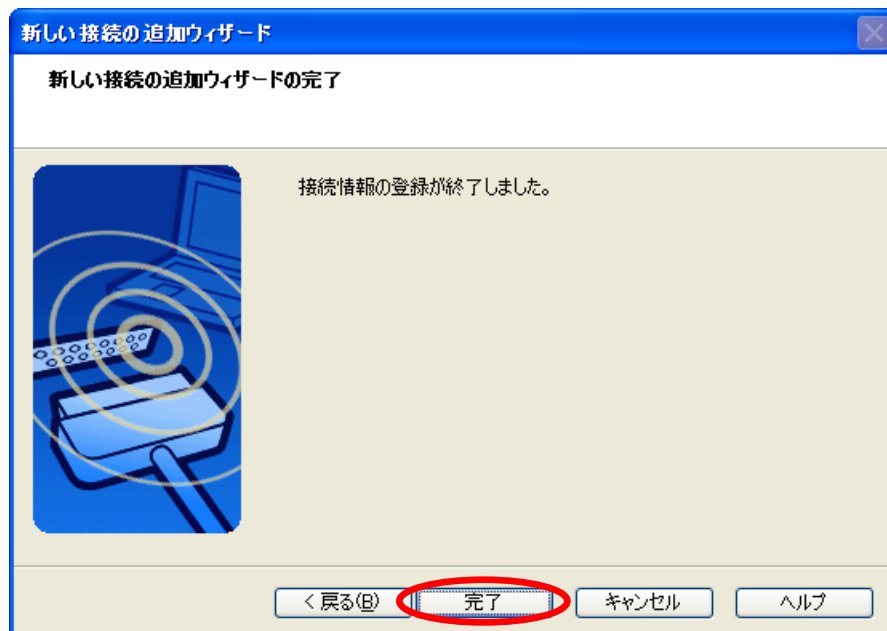 新しい接続の追加ウィザード
新しい接続の追加ウィザードの完了
接続情報の登録が終了しました。
< 戻る(B) 完了 キャンセル ヘルプ